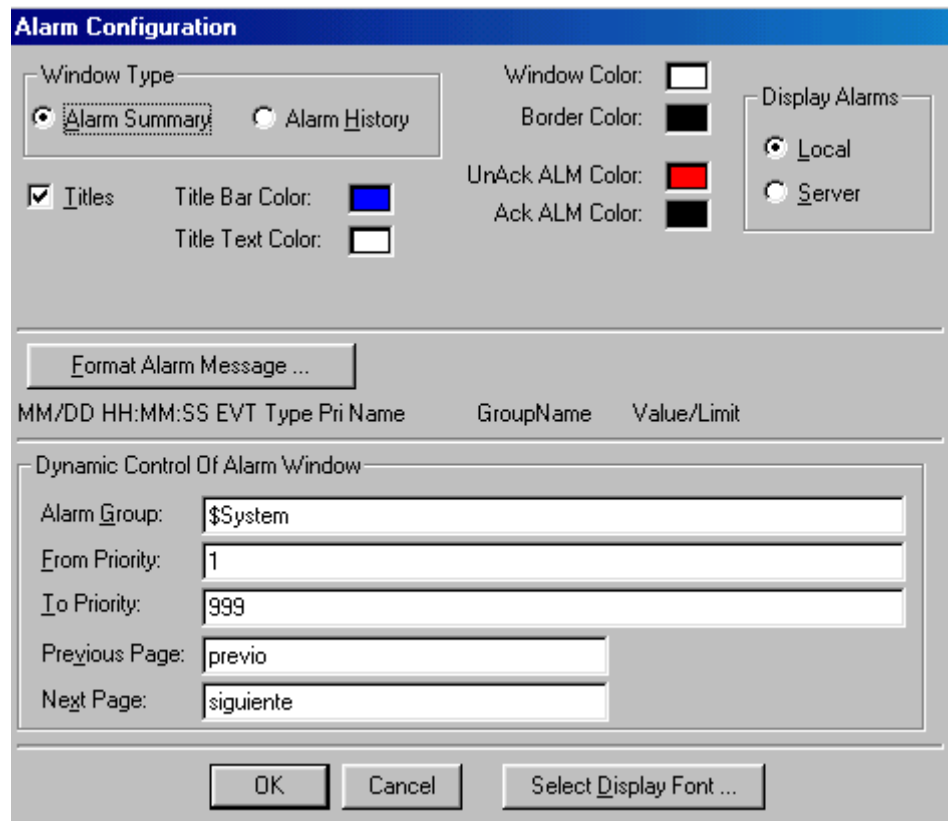 Alarm Configuration
Window Type
Alarm Summary
Alarm History
Window Color:
Border Color:
UnAck ALM Color:
Ack ALM Color:
Display Alarms
Local
Server
Titles
Title Bar Color:
Title Text Color:
Format Alarm Message ...
MM/DD HH:MM:SS EVT Type Pri Name GroupName Value/Limit
Dynamic Control Of Alarm Window
Alarm Group: $System
From Priority: 1
To Priority: 999
Previous Page: previo
Next Page: siguiente
OK
Cancel
Select Display Font ...